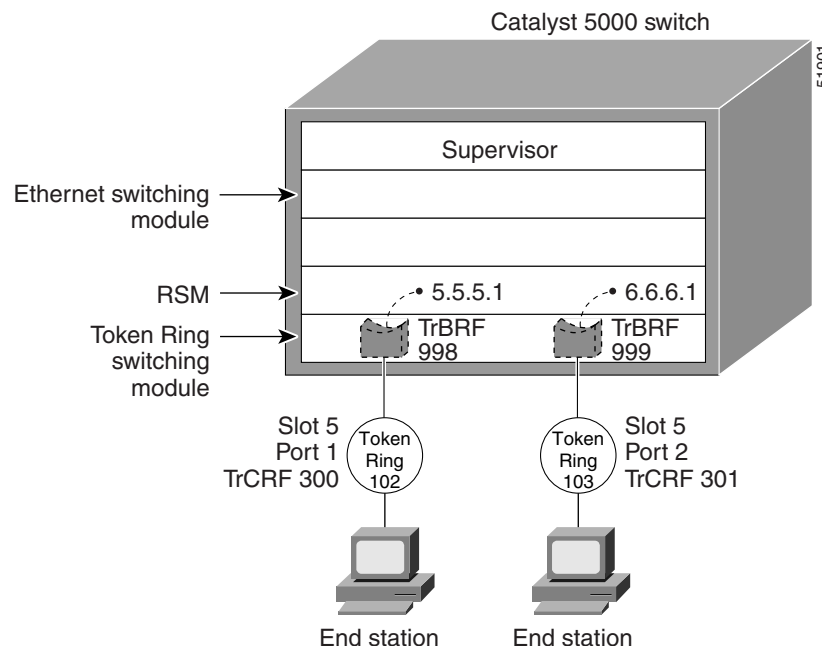 Catalyst 5000 switch
51901
Supervisor
Ethernet switching
module
RSM
5.5.5.1
6.6.6.1
Token Ring
switching
module
TrBRF
998
TrBRF
999
Slot 5
Port 1
TrCRF 300
Token
Ring
102
Token
Ring
103
Slot 5
Port 2
TrCRF 301
End station
End station